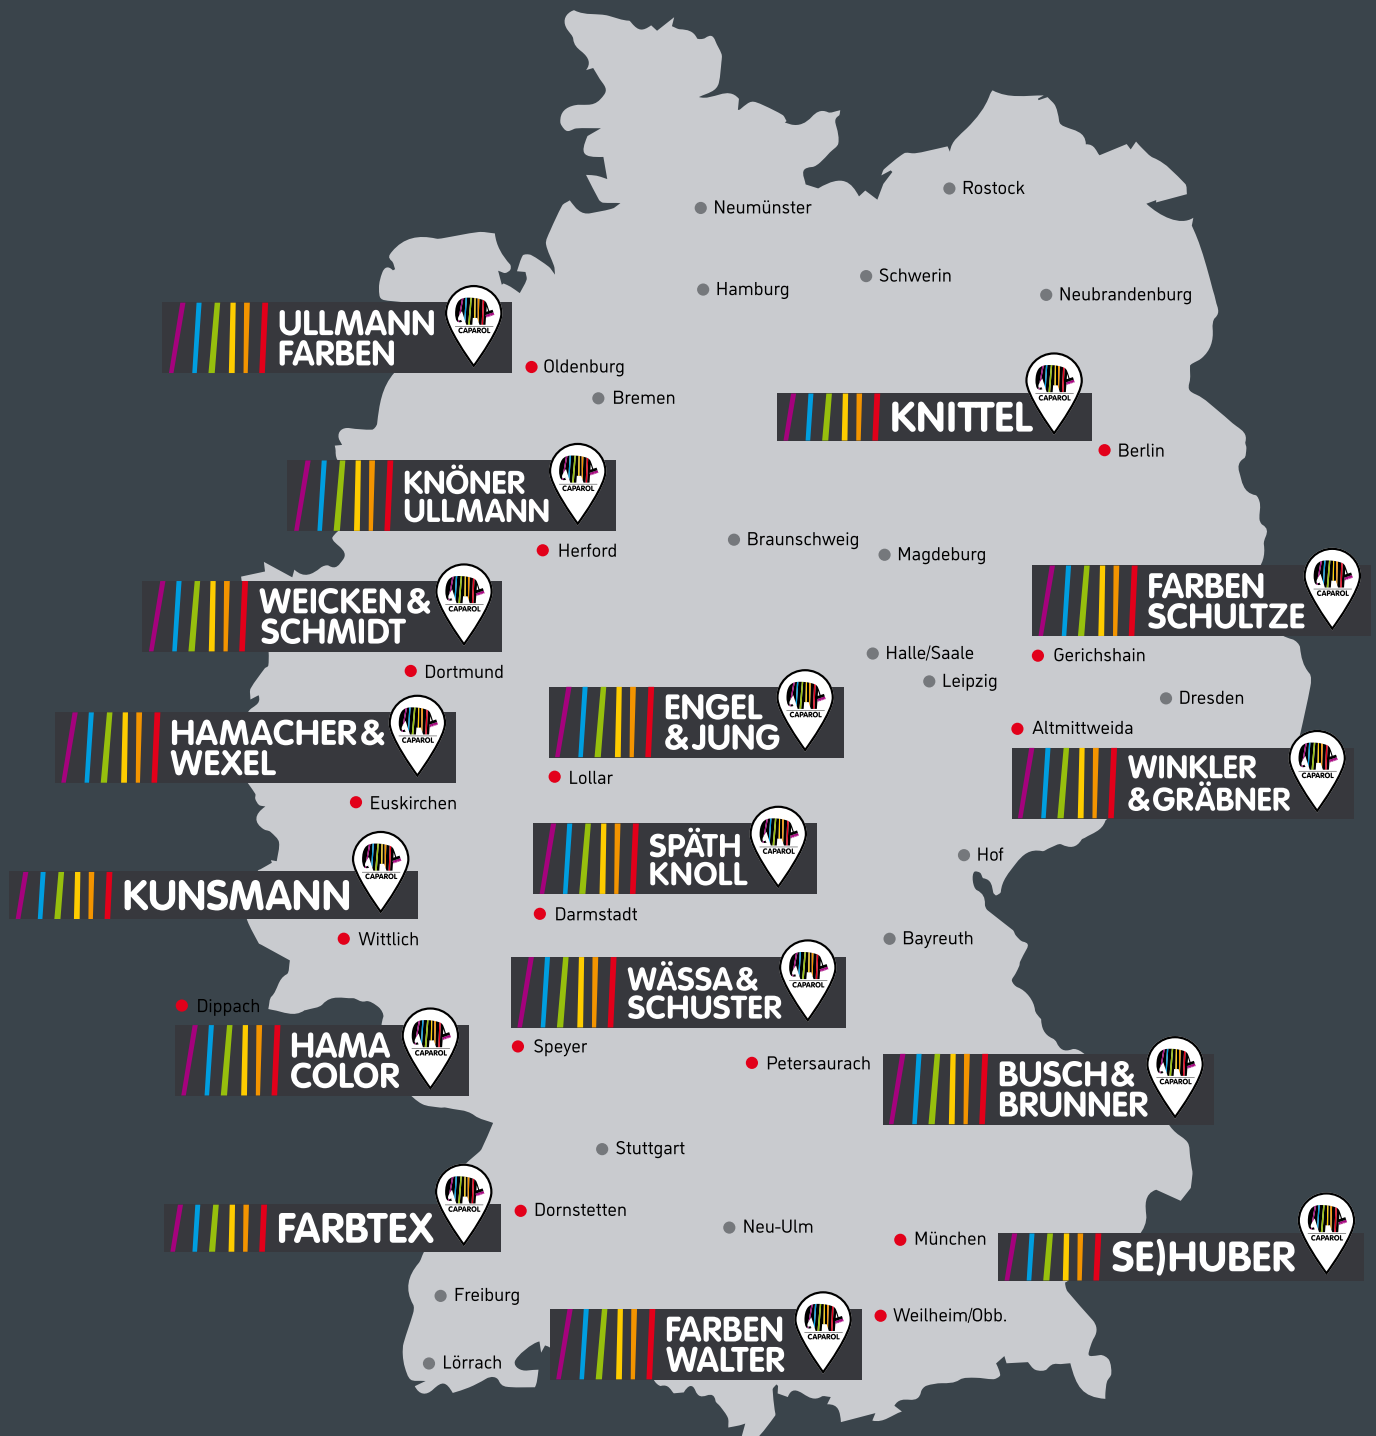 Rostock
Neumünster
Schwerin
Hamburg
Neubrandenburg
ULLMANN
FARBEN
CAPAROL
Oldenburg
Bremen
KNITTEL
CAPAROL
Berlin
KNÖNER
ULLMANN
CAPAROL
Herford
Braunschweig
Magdeburg
WEICKEN &
SCHMIDT
CAPAROL
Dortmund
FARBEN
SCHULTZE
CAPAROL
Gerichshain
Halle/Saale
Leipzig
Dresden
HAMACHER &
WEXEL
CAPAROL
Euskirchen
ENGEL
& JUNG
CAPAROL
Lollar
Altmittweida
WINKLER
& GRÄBNER
CAPAROL
SPÄTH
KNOLL
CAPAROL
Darmstadt
Hof
KUNSMANN
CAPAROL
Wittlich
Bayreuth
WÄSSA &
SCHUSTER
CAPAROL
Speyer
Dippach
HAMA
COLOR
CAPAROL
Petersaurach
BUSCH &
BRUNNER
CAPAROL
Stuttgart
FARBTEX
CAPAROL
Dornstetten
Neu-Ulm
München
SE)HUBER
CAPAROL
Freiburg
Weilheim/Obb.
FARBEN
WALTER
CAPAROL
Lörrach